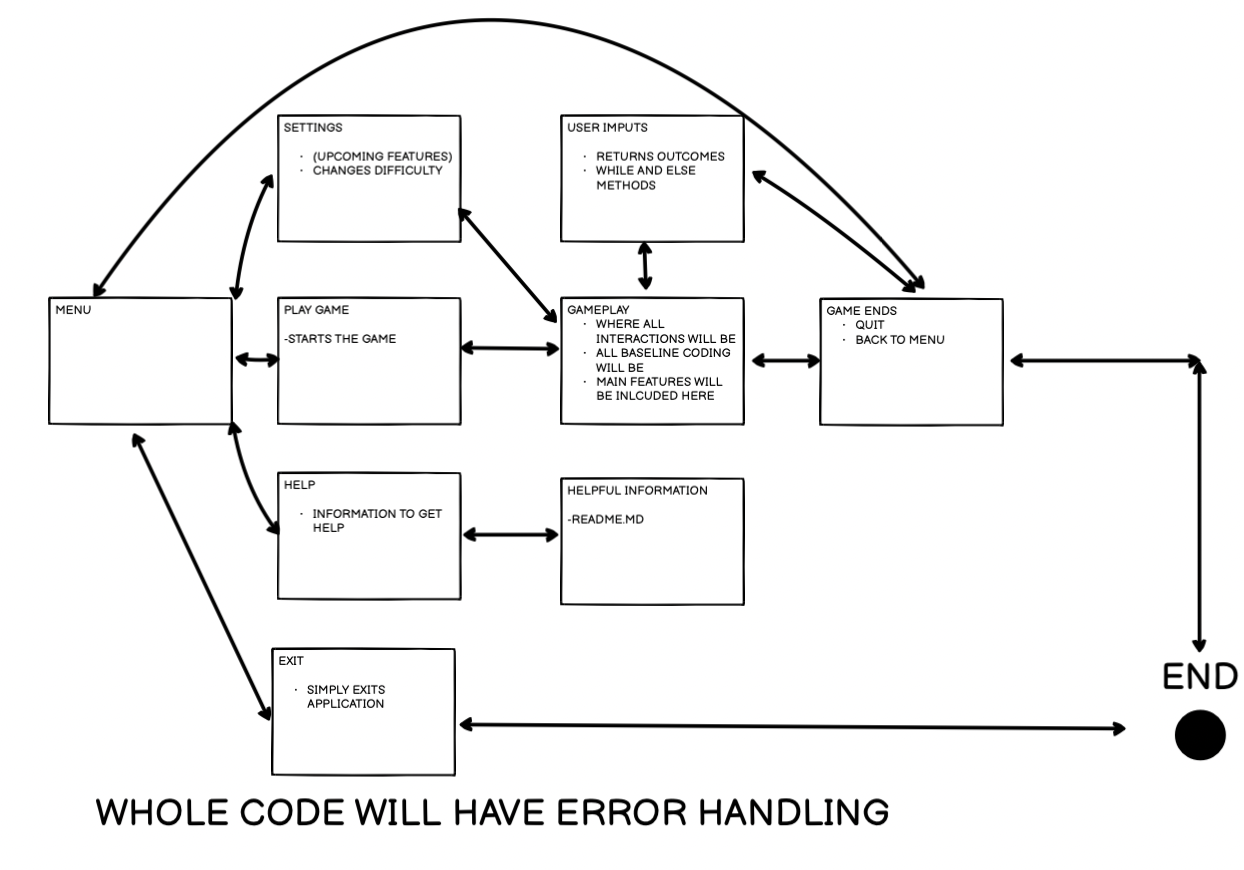 SETTINGS
· (UPCOMING FEATURES)
· CHANGES DIFFICULTY
USER IMPUTS
· RETURNS OUTCOMES
· WHILE AND ELSE
METHODS
MENU
PLAY GAME
-STARTS THE GAME
GAMEPLAY
· WHERE ALL
INTERACTIONS WILL BE
· ALL BASELINE CODING
WILL BE
· MAIN FEATURES WILL
BE INLCUDED HERE
GAME ENDS
· QUIT
· BACK TO MENU
HELP
· INFORMATION TO GET
HELP
HELPFUL INFORMATION
-README.MD
EXIT
· SIMPLY EXITS
APPLICATION
END
WHOLE CODE WILL HAVE ERROR HANDLING